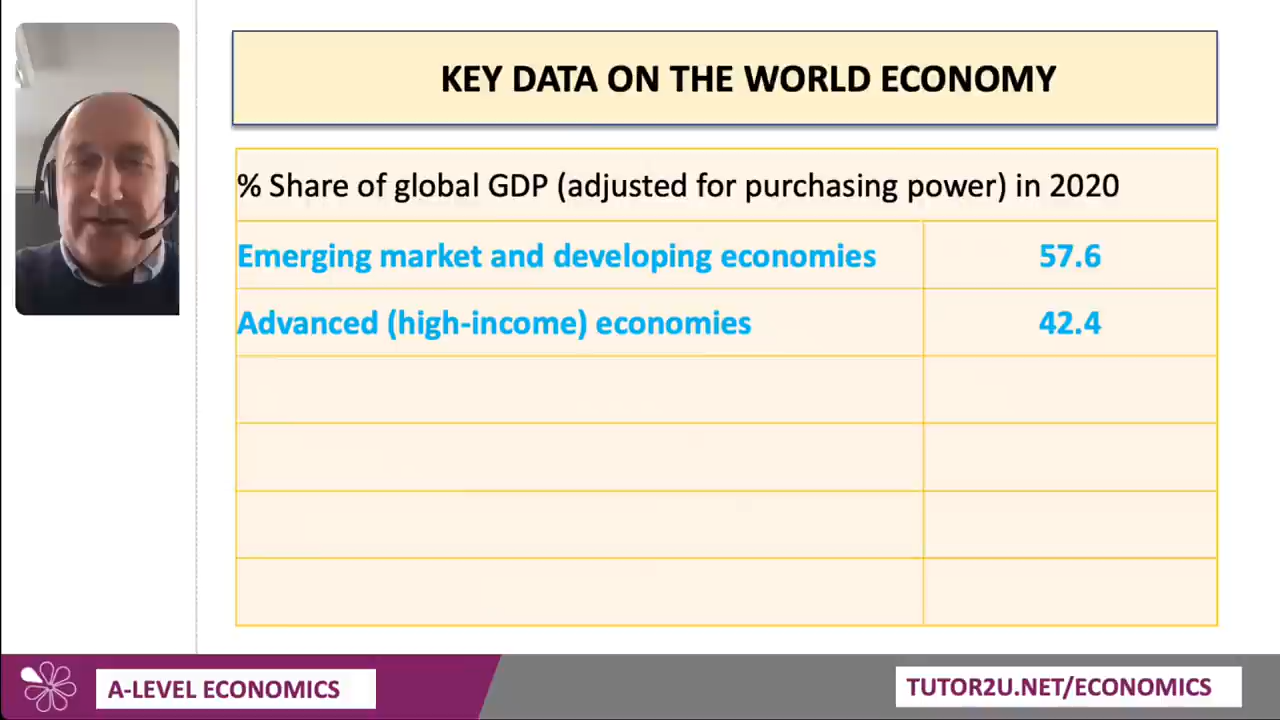 KEY DATA ON THE WORLD ECONOMY
% Share of global GDP (adjusted for purchasing power) in 2020
Emerging market and developing economies 57.6
Advanced (high-income) economies 42.4
A-LEVEL ECONOMICS
TUTOR2U.NET/ECONOMICS